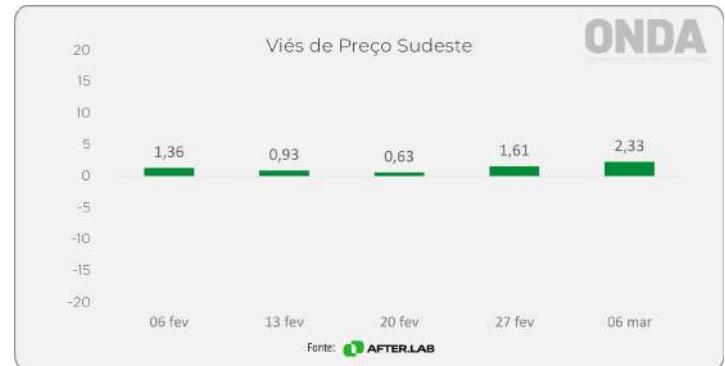 Viés de Preço Sudeste
ONDA
20
15
10
5
0
-5
-10
-15
-20
1,36
0,93
0,63
1,61
2,33
06 fev
13 fev
20 fev
27 fev
06 mar
Fonte: AFTER.LAB